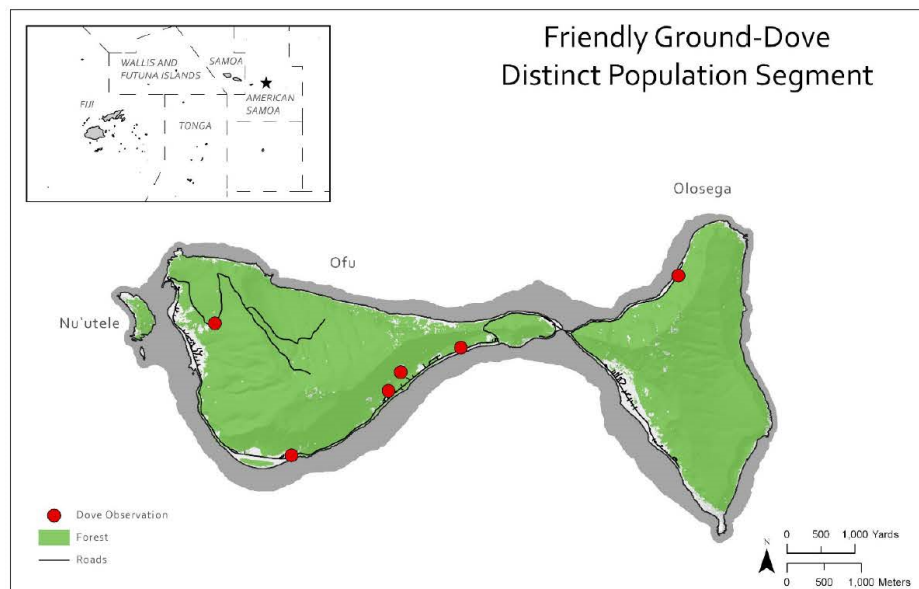 Friendly Ground-Dove
Distinct Population Segment
WALLIS AND
FUTUNA ISLANDS
SAMOA
FIJI
AMERICAN
SAMOA
TONGA
Olosega
Ofu
Nu'utele
Dove Observation
Forest
Roads
N
0 500 1,000 Yards
0 500 1,000 Meters